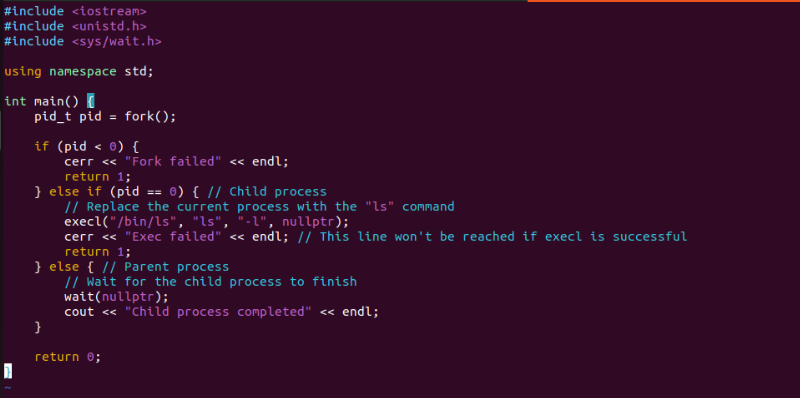 #include <iostream>
#include <unistd.h>
#include <sys/wait.h>

using namespace std;

int main() {
    pid_t pid = fork();

    if (pid < 0) {
        cerr << "Fork failed" << endl;
        return 1;
    } else if (pid == 0) { // Child process
        // Replace the current process with the "ls" command
        execl("/bin/ls", "ls", "-l", nullptr);
        cerr << "Exec failed" << endl; // This line won't be reached if execl is successful
        return 1;
    } else { // Parent process
        // Wait for the child process to finish
        wait(nullptr);
        cout << "Child process completed" << endl;
    }

    return 0;
}
~